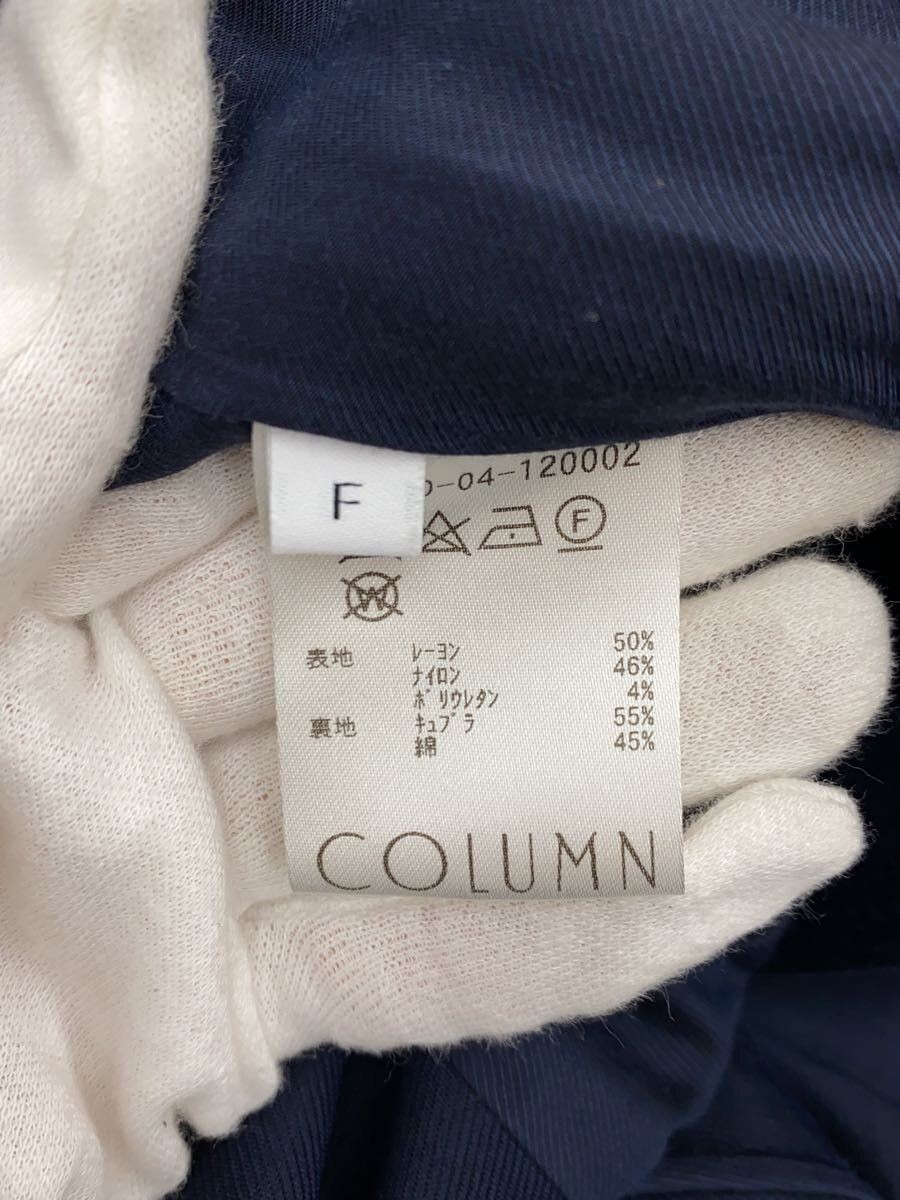 -04-120002
F
F
W
表地 レーヨン 50%
ナイロン 46%
ポリウレタン 4%
裏地 キュプラ 55%
綿 45%
COLUMN